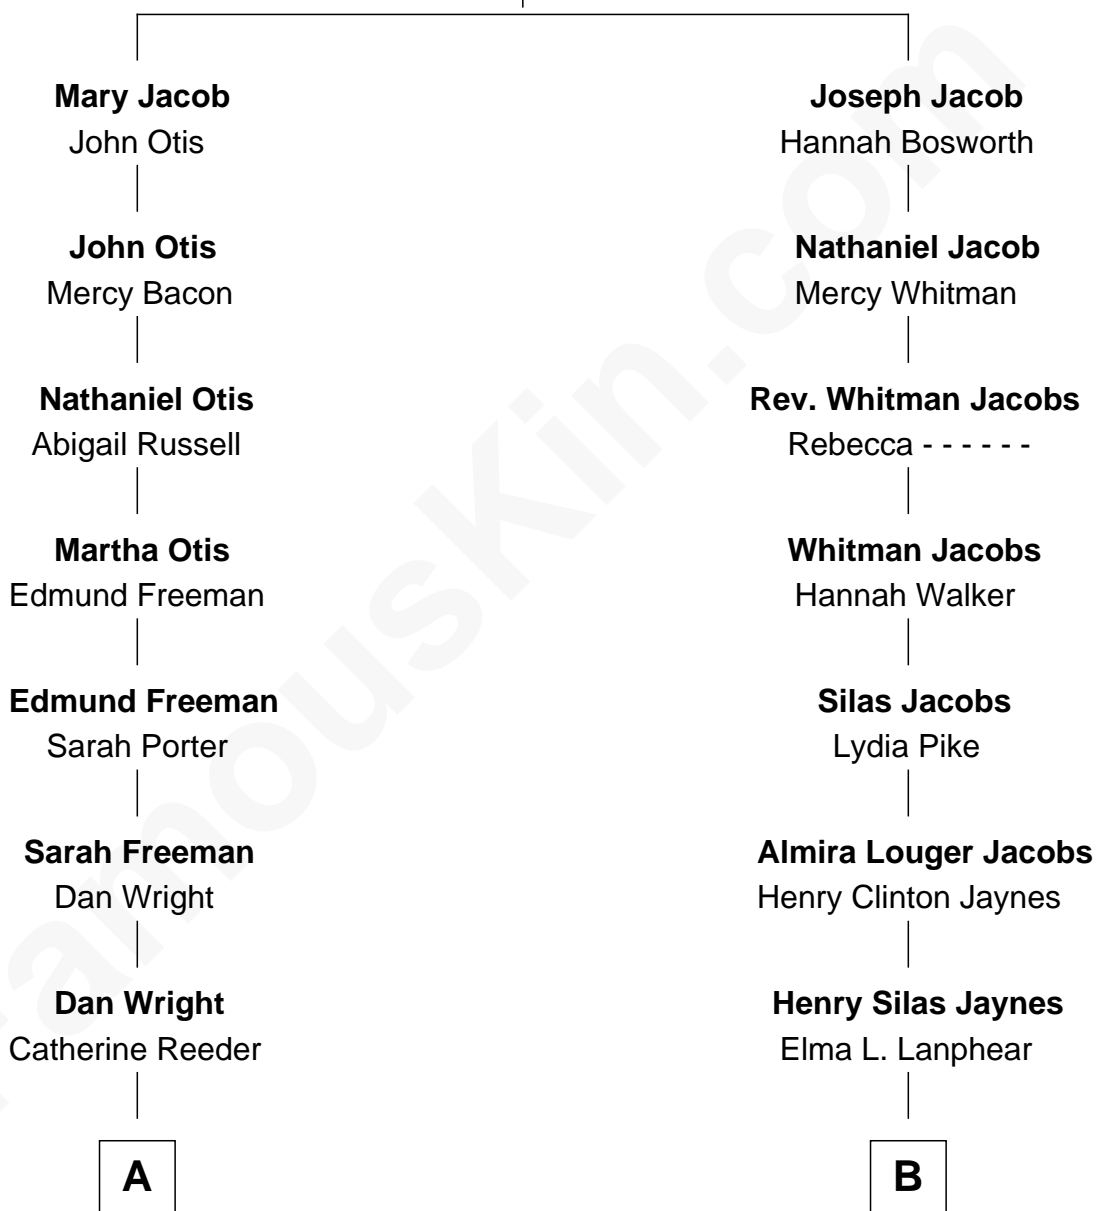 Mary Jacob
John Otis
Joseph Jacob
Hannah Bosworth
John Otis
Mercy Bacon
Nathaniel Jacob
Mercy Whitman
Nathaniel Otis
Abigail Russell
Rev. Whitman Jacobs
Rebecca - - - - - -
Martha Otis
Edmund Freeman
Whitman Jacobs
Hannah Walker
Edmund Freeman
Sarah Porter
Silas Jacobs
Lydia Pike
Sarah Freeman
Dan Wright
Almira Louger Jacobs
Henry Clinton Jaynes
Dan Wright
Catherine Reeder
Henry Silas Jaynes
Elma L. Lanphear
A
B
FamousKin.com